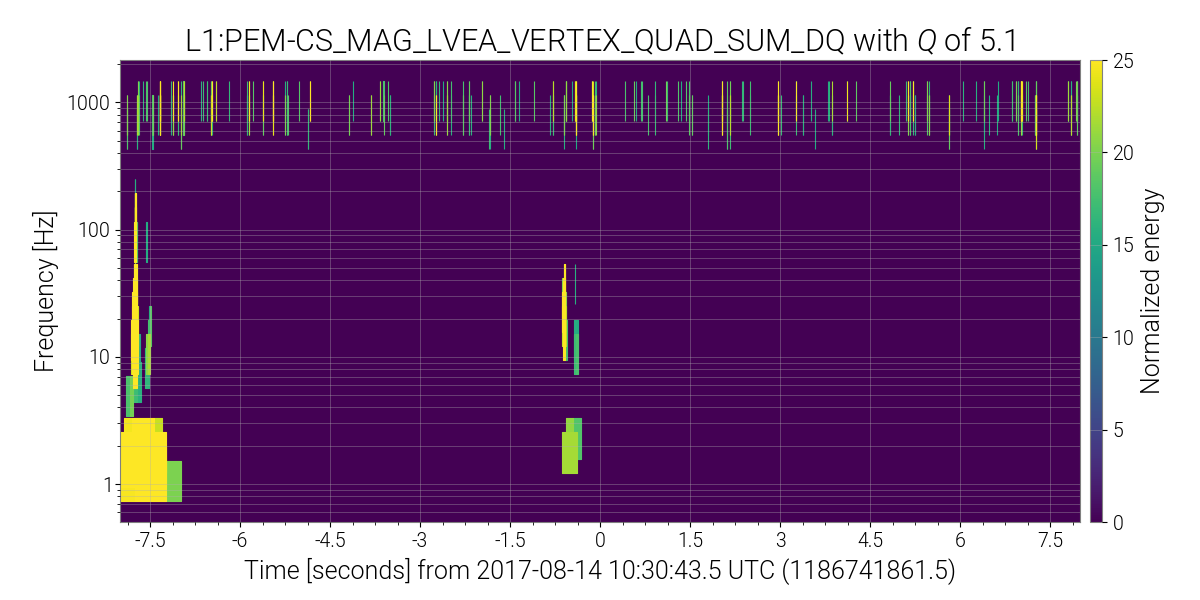 L1:PEM-CS_MAG_LVEA_VERTEX_QUAD_SUM_DQ with Q of 5.1
1000
100
10
1
Frequency [Hz]
-7.5 -6 -4.5 -3 -1.5 0 1.5 3 4.5 6 7.5
Time [seconds] from 2017-08-14 10:30:43.5 UTC (1186741861.5)
25
20
15
10
5
0
Normalized energy